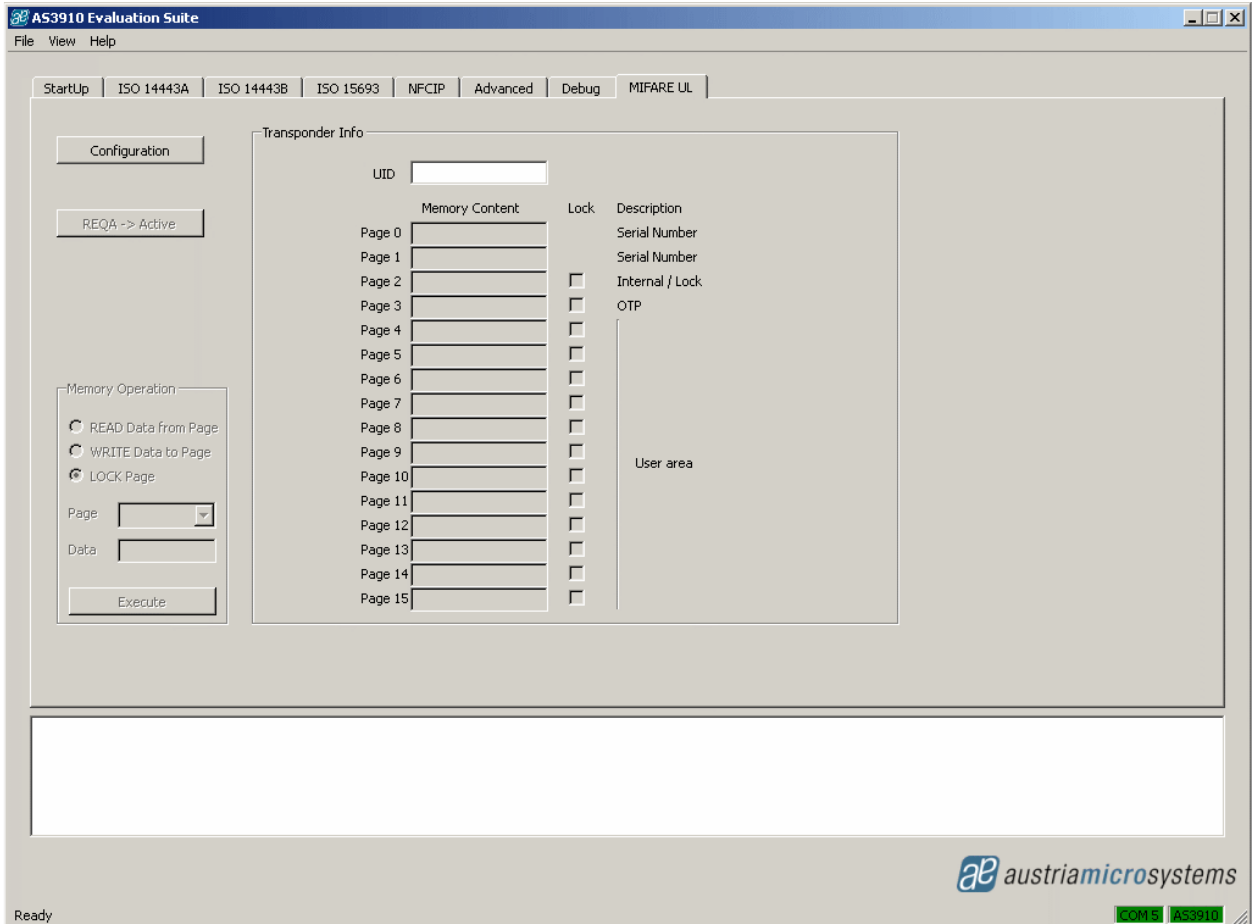 AS3910 Evaluation Suite
File View Help
StartUp ISO 14443A ISO 14443B ISO 15693 NFCIP Advanced Debug MIFARE UL
Configuration
REQA -> Active
Transponder Info
UID
Memory Content Lock Description
Page 0 Serial Number
Page 1 Serial Number
Page 2 Internal / Lock
Page 3 OTP
Page 4
Page 5
Page 6
Page 7
Page 8
Page 9
User area
Page 10
Page 11
Page 12
Page 13
Page 14
Page 15
Memory Operation
READ Data from Page
WRITE Data to Page
LOCK Page
Page
Data
Execute
ae austriamicrosystems
Ready COM 5 AS3910